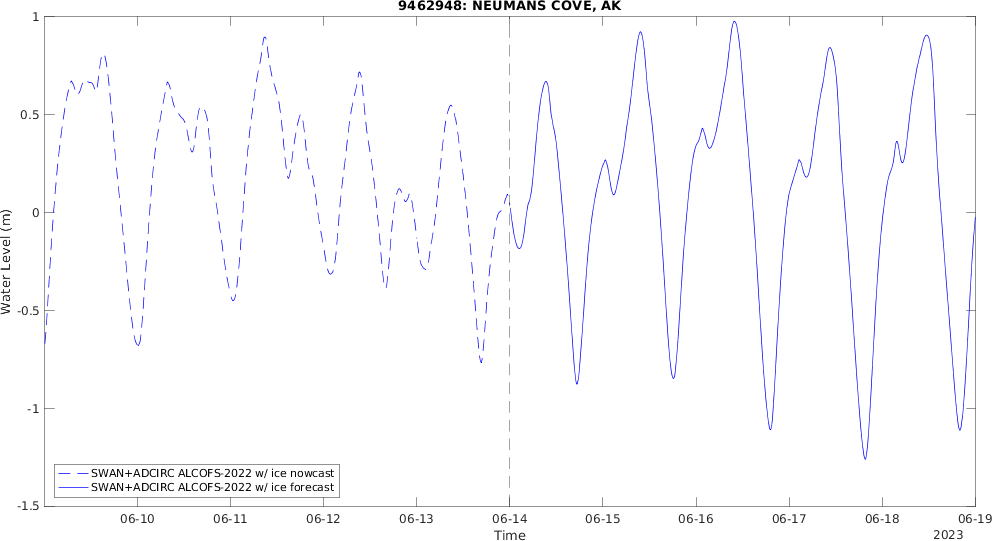 9462948: NEUMANS COVE, AK
Water Level (m)
1
0.5
0
-0.5
-1
-1.5
SWAN+ADCIRC ALCOFS-2022 w/ ice nowcast
SWAN+ADCIRC ALCOFS-2022 w/ ice forecast
06-10 06-11 06-12 06-13 06-14 06-15 06-16 06-17 06-18 06-19
Time
2023